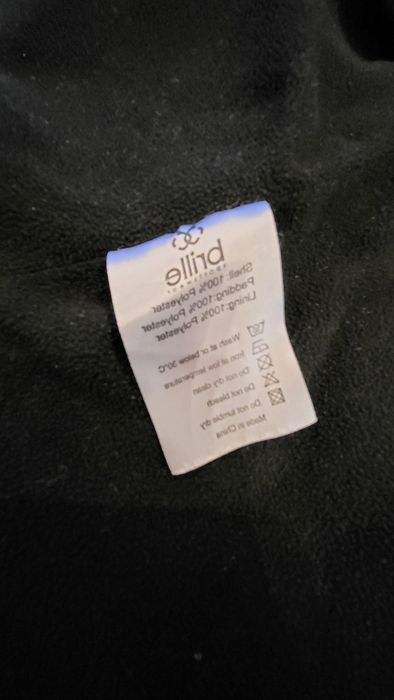 brille
sportswear
Shell: 100% Polyester
Padding: 100% Polyester
Lining: 100% Polyester
Wash at or below 30°C
Iron at low temperature
Do not dry clean
Do not bleach
Do not tumble dry
Made in China